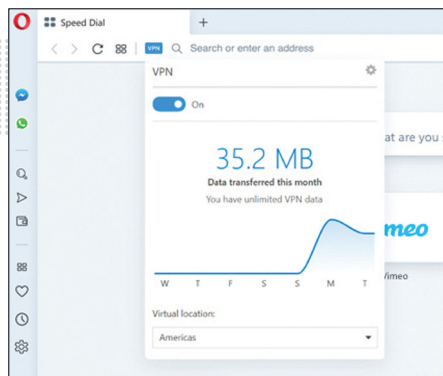 Speed Dial
VPN
Search or enter an address
VPN
On
35.2 MB
Data transferred this month
You have unlimited VPN data
W T F S S M T
Virtual location:
Americas
at are you
meo
Vimeo